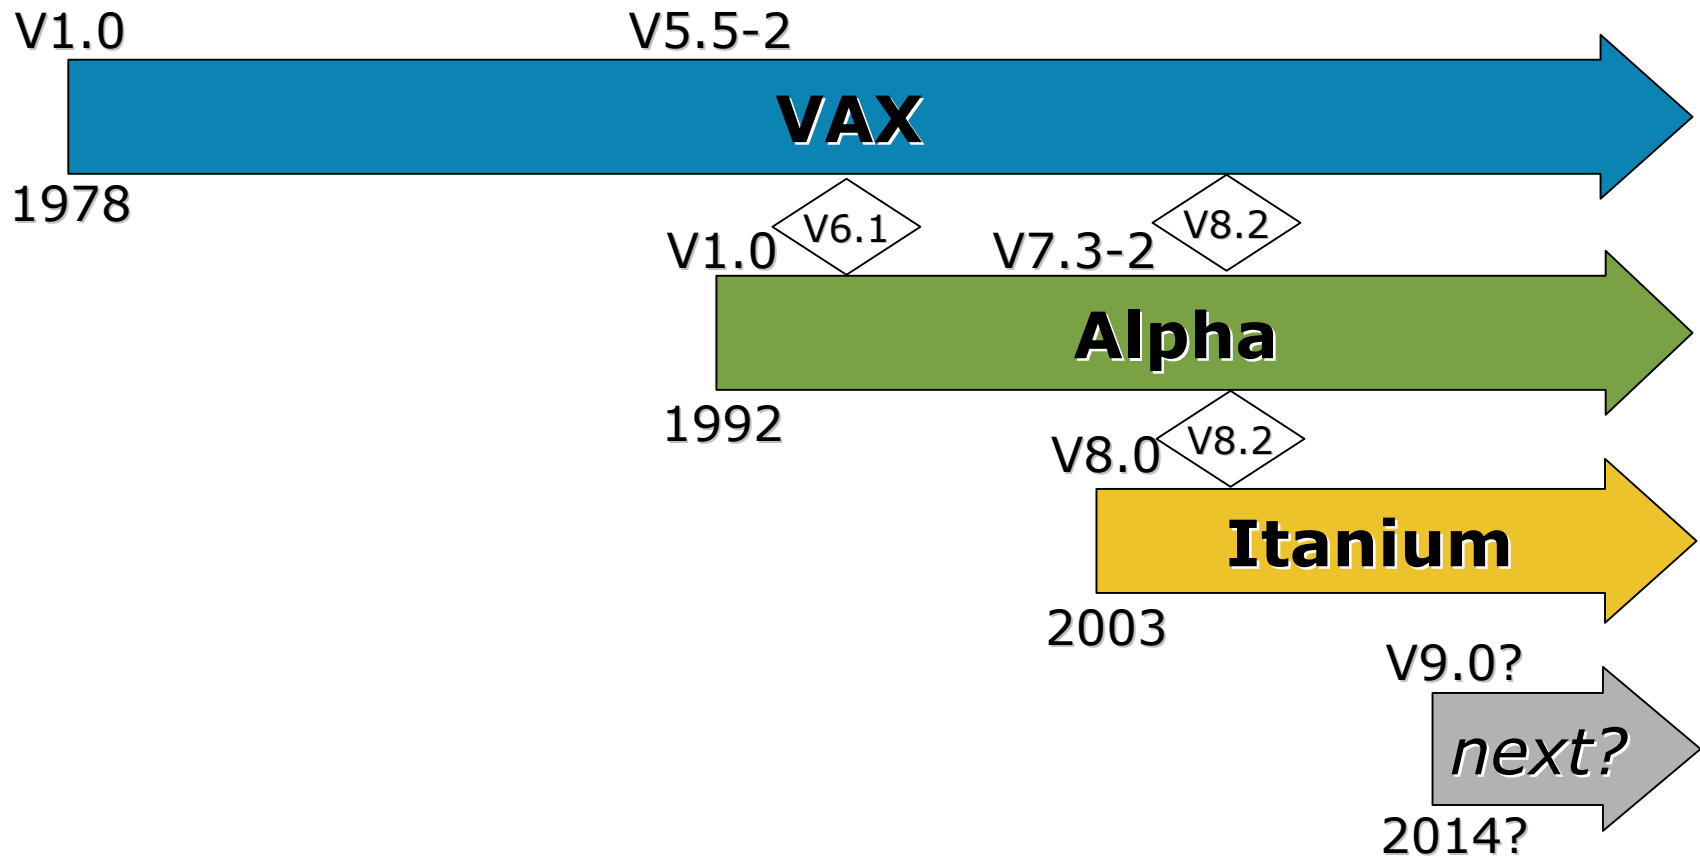 V1.0
V5.5-2
VAX
1978
V6.1
V8.2
V1.0
V7.3-2
Alpha
1992
V8.0
V8.2
Itanium
2003
V9.0?
next?
2014?